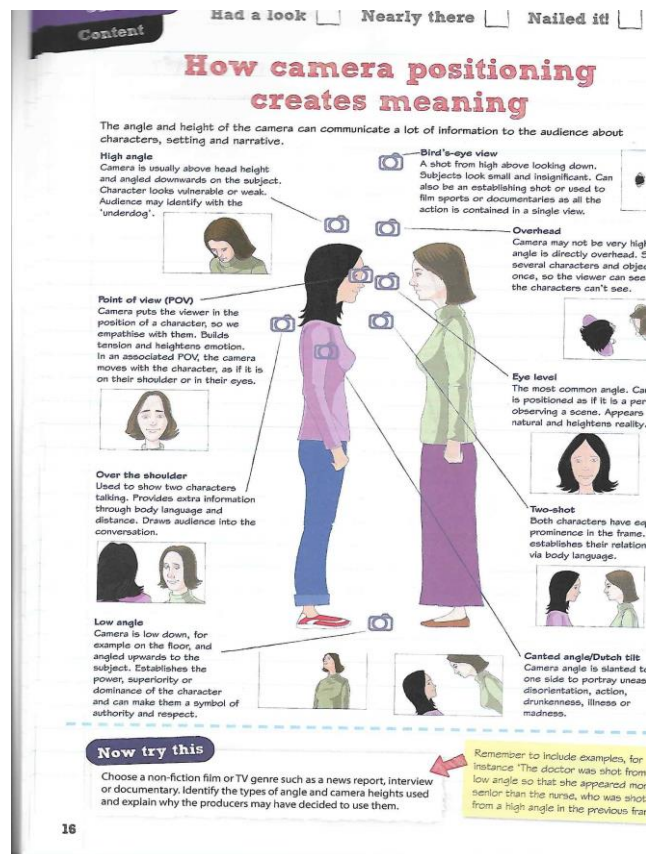 Content
Had a look
Nearly there
Nailed it!
How camera positioning
creates meaning
The angle and height of the camera can communicate a lot of information to the audience about
characters, setting and narrative.
High angle
Camera is usually above head height
and angled downwards on the subject.
Character looks vulnerable or weak.
Audience may identify with the
'underdog'.
Bird's-eye view
A shot from high above looking down.
Subjects look small and insignificant. Can
also be an establishing shot or used to
film sports or documentaries as all the
action is contained in a single view.
Overhead
Camera may not be very
angle is directly overhead.
several characters and
once, so the viewer can see
the characters can't see.
Point of view (POV)
Camera puts the viewer in the
position of a character, so we
empathise with them. Builds
tension and heightens emotion.
In an associated POV, the camera
moves with the character, as if it is
on their shoulder or in their eyes.
Eye level
The most common angle.
is positioned as if it is a
observing a scene. Appears
natural and heightens reality.
Over the shoulder
Used to show two characters
talking. Provides extra information
through body language and
distance. Draws audience into the
conversation.
Two-shot
Both characters have
prominence in the frame.
establishes their
via body language.
Low angle
Camera is low down, for
example on the floor, and
angled upwards to the
subject. Establishes the
power, superiority or
dominance of the character
and can make them a symbol of
authority and respect.
Canted angle/Dutch tilt
Camera angle is slanted
one side to portray
disorientation, action,
drunkenness, illness or
madness.
Now try this
Choose a non-fiction film or TV genre such as a news report, interview
or documentary. Identify the types of angle and camera heights used
and explain why the producers may have decided to use them.
Remember to include examples, for
instance 'The doctor was shot from
low angle so that she appeared
senior than the nurse, who was shot
from a high angle in the previous
16